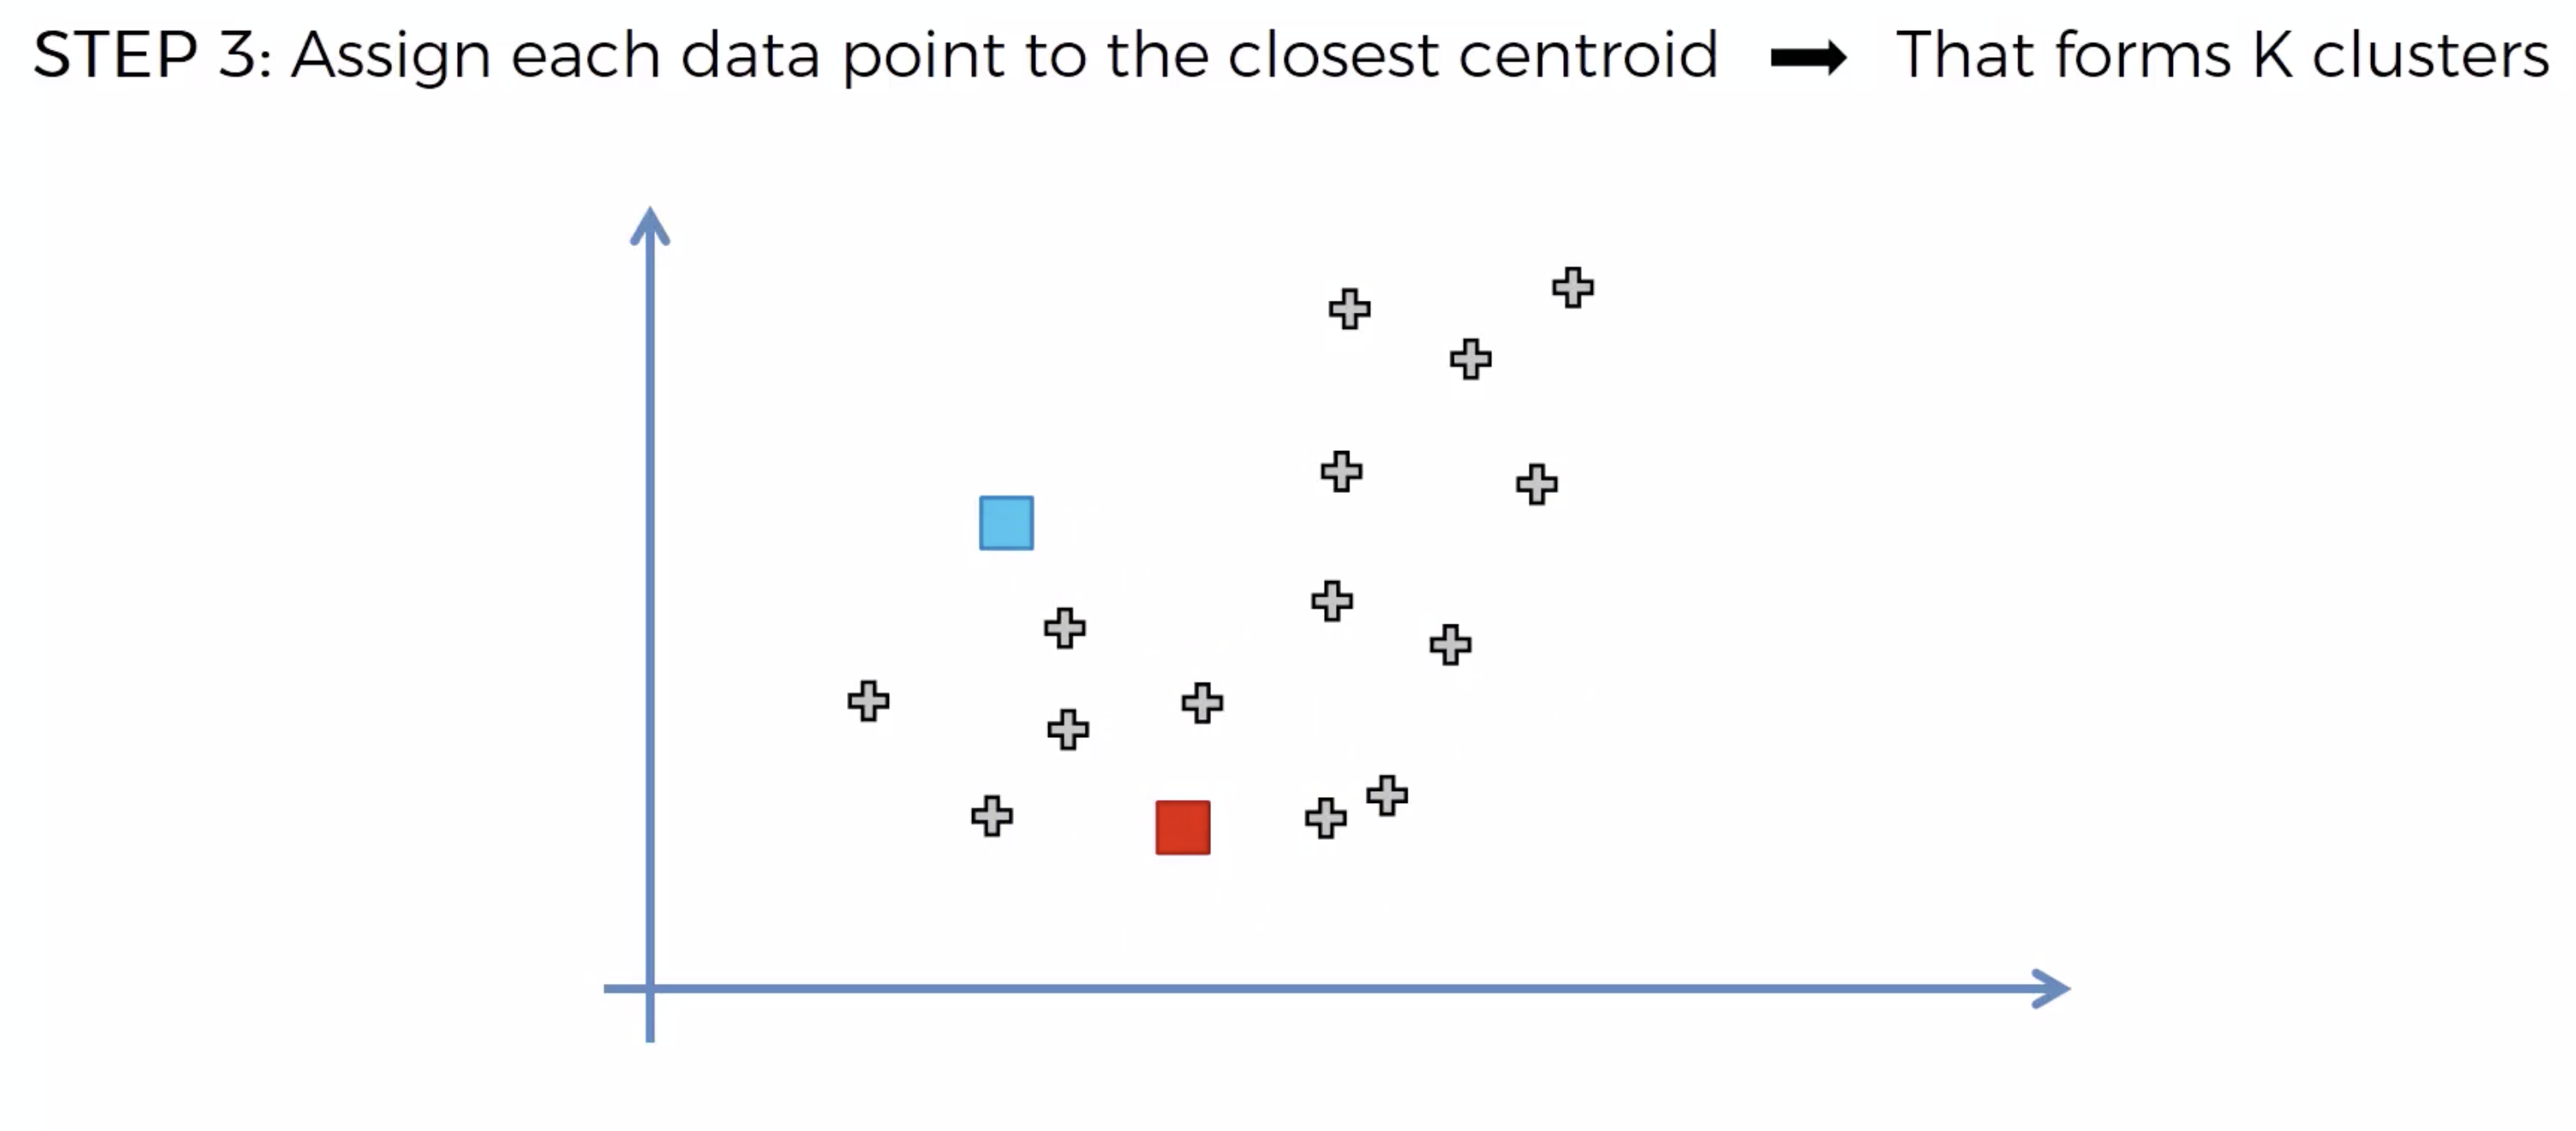 STEP 3: Assign each data point to the closest centroid ➡ That forms K clusters